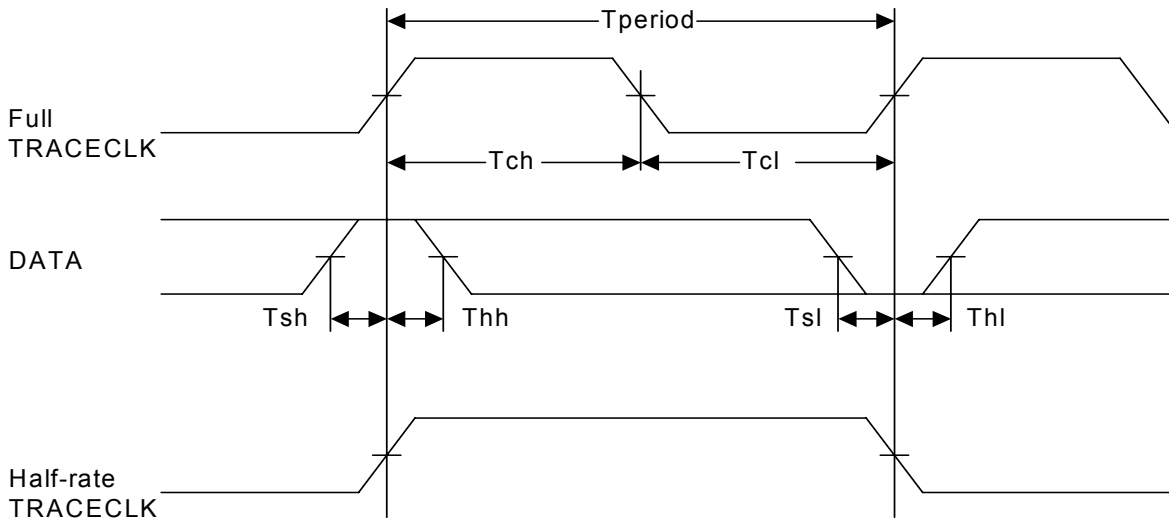 Tperiod
Full
TRACECLK
Tch
Tcl
DATA
Tsh
Thh
Tsl
Thl
Half-rate
TRACECLK